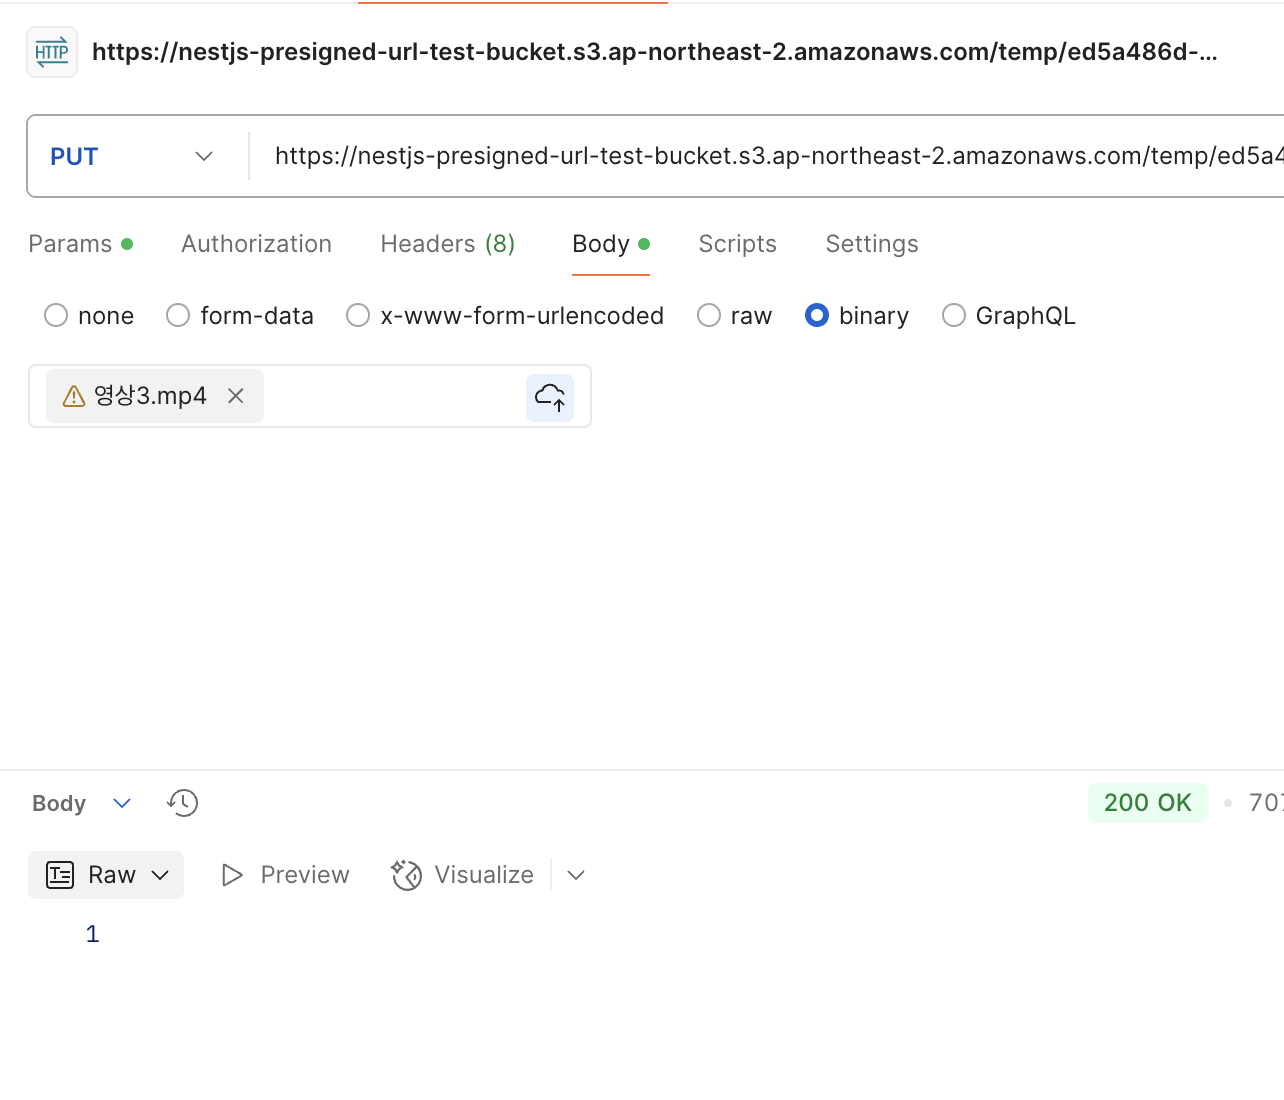 HTTP https://nestjs-presigned-url-test-bucket.s3.ap-northeast-2.amazonaws.com/temp/ed5a486d-...
PUT https://nestjs-presigned-url-test-bucket.s3.ap-northeast-2.amazonaws.com/temp/ed5a4
Params Authorization Headers (8) Body Scripts Settings
none form-data x-www-form-urlencoded raw binary GraphQL
영상3.mp4
Body 200 OK 707
Raw Preview Visualize
1